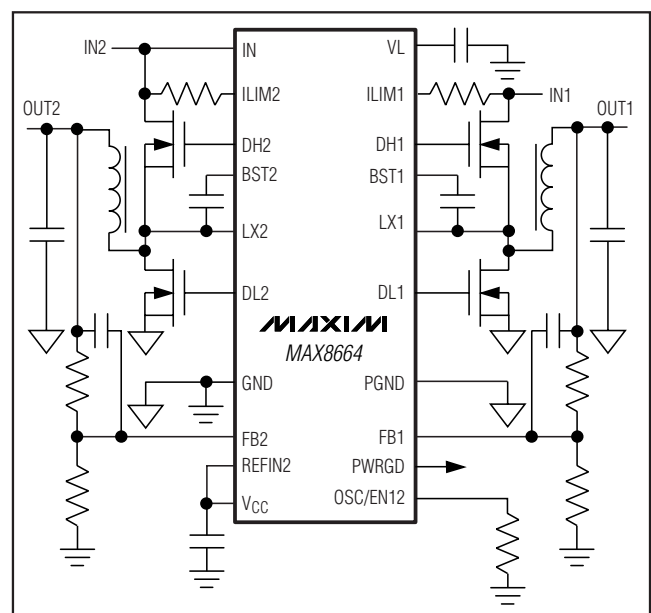 IN2
IN
VL
ILIM2
ILIM1
IN1
OUT2
OUT1
DH2
DH1
BST2
BST1
LX2
LX1
DL2
DL1
MAXIM
MAX8664
GND
PGND
FB2
FB1
REFIN2
PWRGD
OSC/EN12
VCC